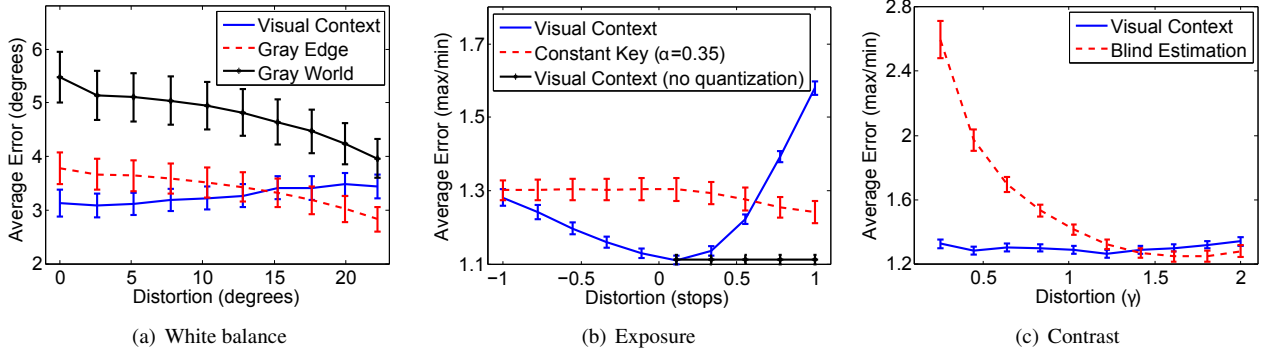 Visual Context
Gray Edge
Gray World
Average Error (degrees)
6
5
4
3
2
0
5
10
15
20
Distortion (degrees)
(a) White balance
Visual Context
Constant Key (α=0.35)
Visual Context (no quantization)
Average Error (max/min)
1.7
1.5
1.3
1.1
−1
−0.5
0
0.5
1
Distortion (stops)
(b) Exposure
Visual Context
Blind Estimation
Average Error (max/min)
2.8
2.4
2
1.6
1.2
0.5
1
1.5
2
Distortion (γ)
(c) Contrast